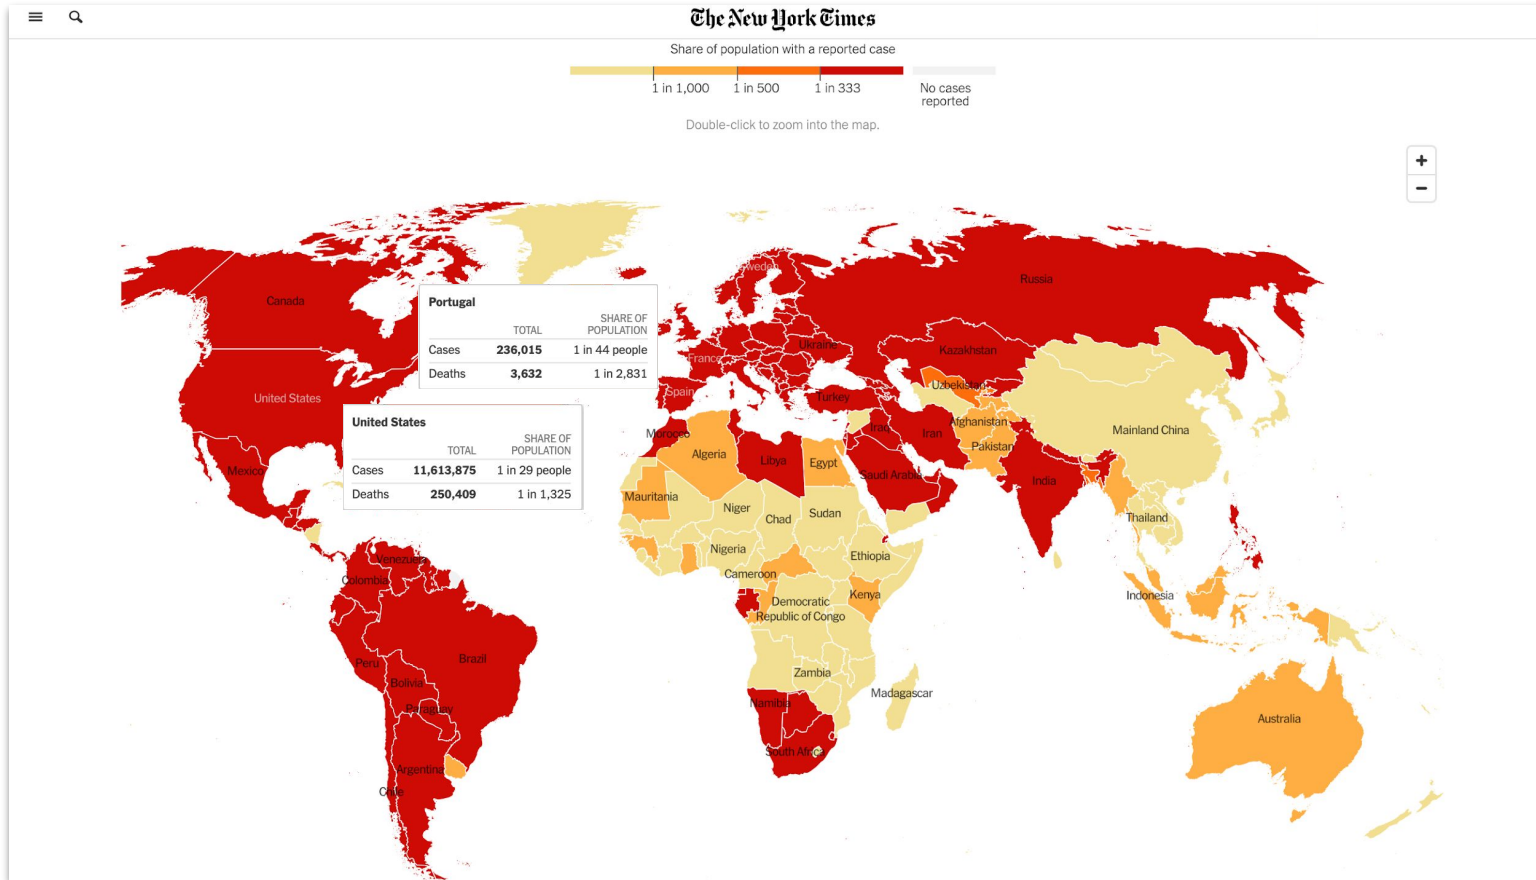 The New York Times
Share of population with a reported case
1 in 1,000
1 in 500
1 in 333
No cases
reported
Double-click to zoom into the map.
+
−
Sweden
Russia
Canada
Portugal
SHARE OF
TOTAL POPULATION
Cases 236,015 1 in 44 people
Deaths 3,632 1 in 2,831
Ukraine
Kazakhstan
France
Uzbekistan
United States
Spain
Turkey
United States
SHARE OF
TOTAL POPULATION
Cases 11,613,875 1 in 29 people
Deaths 250,409 1 in 1,325
Morocco
Iraq
Iran
Afghanistan
Mainland China
Pakistan
Algeria
Libya
Egypt
Mexico
Saudi Arabia
India
Mauritania
Niger
Chad
Sudan
Thailand
Nigeria
Ethiopia
Venezuela
Colombia
Cameroon
Kenya
Indonesia
Democratic
Republic of Congo
Peru
Brazil
Bolivia
Zambia
Madagascar
Namibia
Paraguay
Australia
South Africa
Argentina
Chile